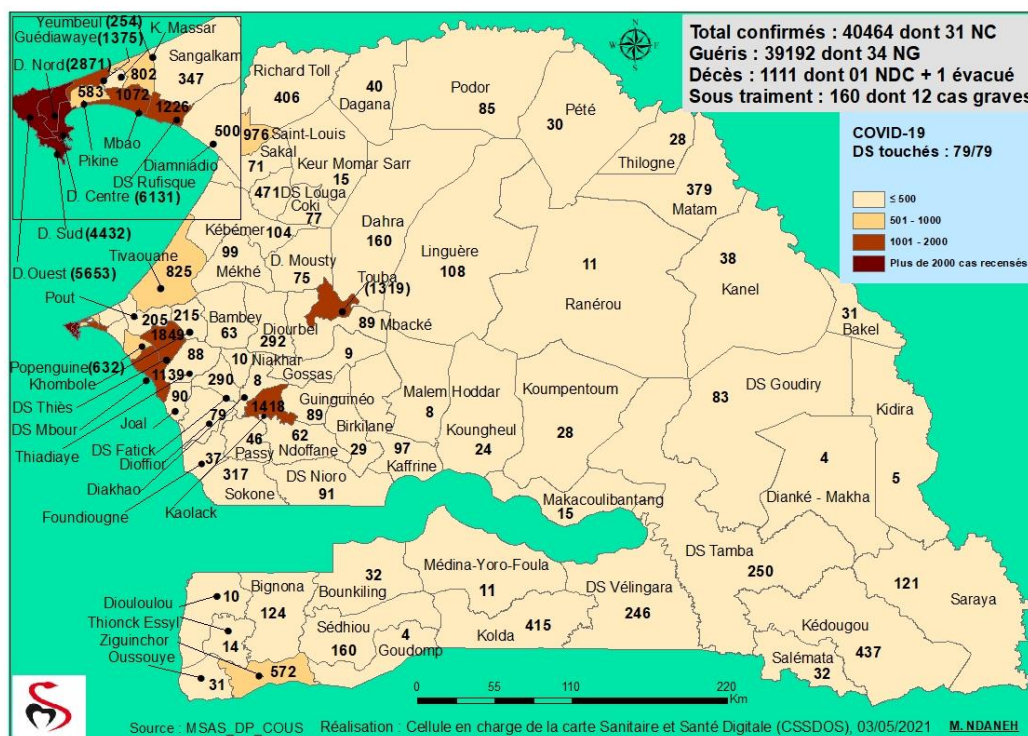 Total confirmés : 40464 dont 31 NC
Guéris : 39192 dont 34 NG
Décès : 1111 dont 01 NDC + 1 évacué
Sous traiment : 160 dont 12 cas graves
COVID-19
DS touchés : 79/79
≤ 500
501 - 1000
1001 - 2000
Plus de 2000 cas recensés
Yeumbeul (254)
Guédiawaye (1375)
K. Massar
Sangalkam
347
D. Nord (2871)
802
583
1072
1226
Mbao
Pikine
Diamniadio
500
DS Rufisque
D. Centre (6131)
D. Sud (4432)
D.Ouest (5653)
Richard Toll
406
Dagana
40
Podor
85
Pété
30
Thilogne
28
379
Matam
976
Saint-Louis
Sakal
71
Keur Momar Sarr
15
471
DS Louga
Coki
77
Dahra
160
Linguère
108
11
Ranérou
38
Kanel
31
Bakel
Kébémer
104
99
Mékhé
D. Mousty
75
Touba
(1319)
Tivaouane
825
Pout
205
215
Bambey
63
Diourbel
292
89
Mbacké
1849
Popenguine (632)
Khombole
88
10
Niakhar
9
Gossas
DS Thiès
1139
290
8
Guinguinéo
89
Malem Hoddar
8
Koumpentoum
28
83
DS Goudiry
Kidira
5
4
Dianké - Makha
DS Mbour
90
Joal
1418
Thiadiaye
79
DS Fatick
Dioffior
46
Passy
62
Ndoffane
Birkilane
29
97
Kaffrine
Koungheul
24
Diakhao
37
317
Sokone
DS Nioro
91
Foundiougne
Kaolack
Makacoulibantang
15
DS Tamba
250
121
Saraya
Kédougou
437
Salémata
32
32
Bounkiling
Médina-Yoro-Foula
11
DS Vélingara
246
Diouloulou
10
Bignona
124
Thionck Essyl
14
Sédhiou
160
4
Goudomp
Kolda
415
Ziguinchor
572
Oussouye
31
0 55 110 220
KM
Source : MSAS_DP_COUS Réalisation : Cellule en charge de la carte Sanitaire et Santé Digitale (CSSDOS), 03/05/2021 M. NDANEH